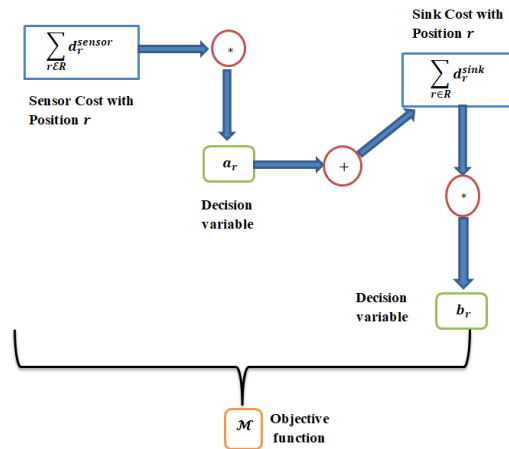 Sink Cost with
Position r
∑ d_r^sensor
rƐR
*
∑ d_r^sink
r∈R
Sensor Cost with
Position r
a_r
+
Decision
variable
*
Decision
variable
b_r
ℳ
Objective
function